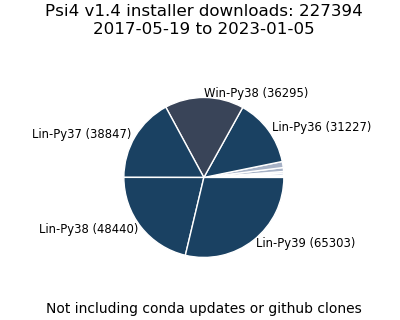 Psi4 v1.4 installer downloads: 227394
2017-05-19 to 2023-01-05
Win-Py38 (36295)
Lin-Py36 (31227)
Lin-Py37 (38847)
Lin-Py38 (48440)
Lin-Py39 (65303)
Not including conda updates or github clones